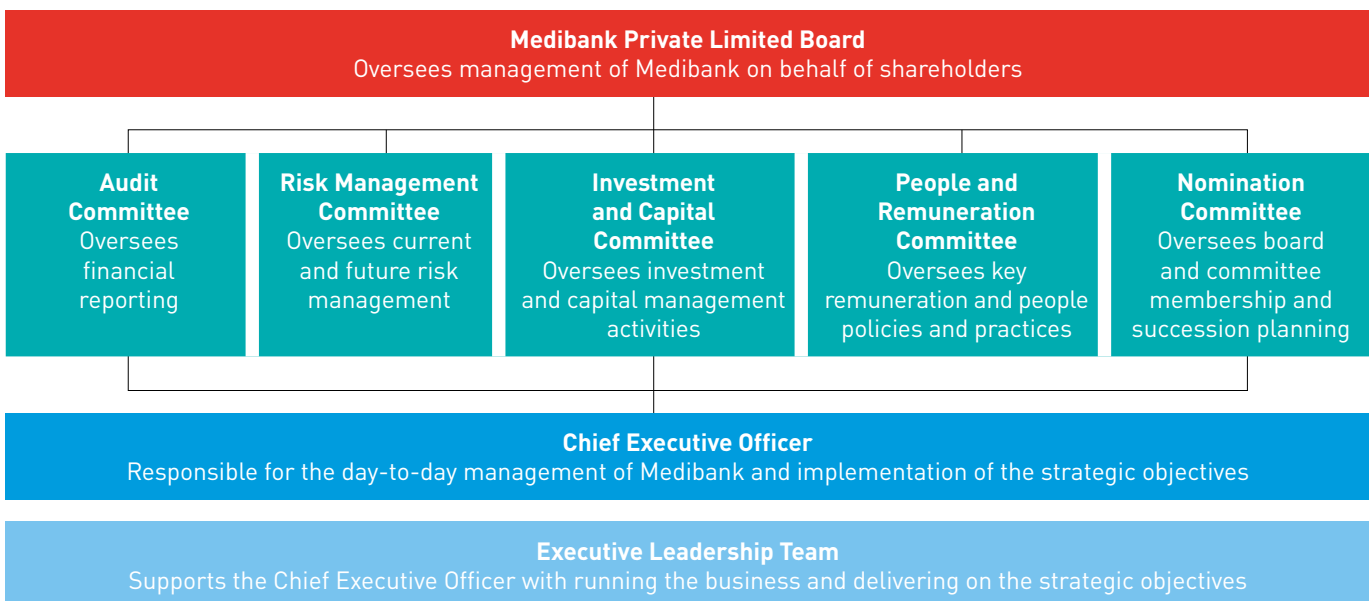 Medibank Private Limited Board
Oversees management of Medibank on behalf of shareholders
Audit
Committee
Oversees
financial
reporting
Risk Management
Committee
Oversees current
and future risk
management
Investment
and Capital
Committee
Oversees investment
and capital management
activities
People and
Remuneration
Committee
Oversees key
remuneration and people
policies and practices
Nomination
Committee
Oversees board
and committee
membership and
succession planning
Chief Executive Officer
Responsible for the day-to-day management of Medibank and implementation of the strategic objectives
Executive Leadership Team
Supports the Chief Executive Officer with running the business and delivering on the strategic objectives